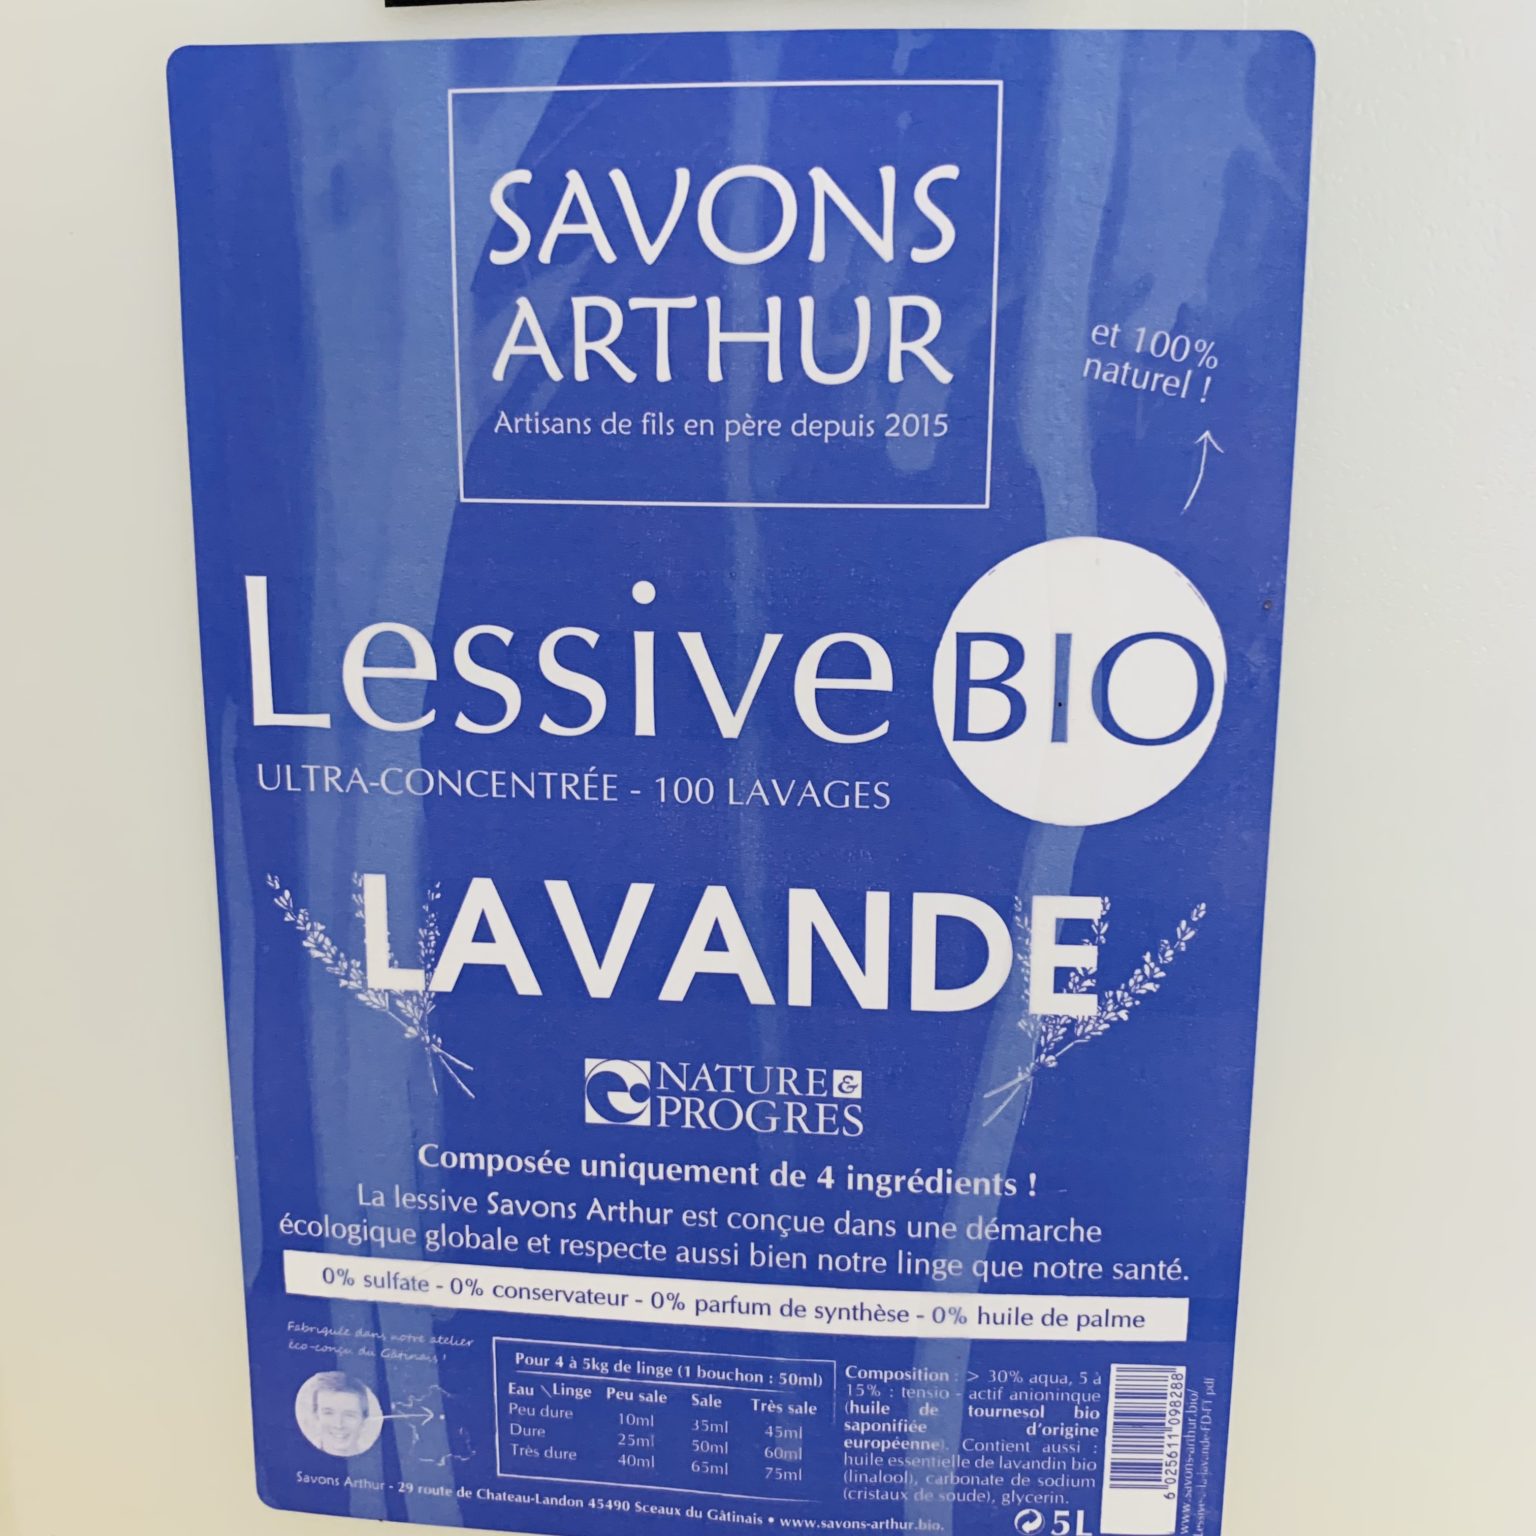 SAVONS
ARTHUR
Artisans de fils en père depuis 2015
et 100%
naturel !
Lessive BIO
ULTRA-CONCENTRÉE - 100 LAVAGES
LAVANDE
NATURE &
PROGRES
Composée uniquement de 4 ingrédients !
La lessive Savons Arthur est conçue dans une démarche
écologique globale et respecte aussi bien notre linge que notre santé.
0% sulfate - 0% conservateur - 0% parfum de synthèse - 0% huile de palme
Fabriquée dans notre atelier
éco-conçu du Gâtinais !
Pour 4 à 5kg de linge (1 bouchon : 50ml)
Eau \ Linge Peu sale Sale Très sale
Peu dure 10ml 35ml 45ml
Dure 25ml 50ml 60ml
Très dure 40ml 65ml 75ml
Composition : > 30% aqua, 5 à
15% : tensio - actif anioninque
(huile de tournesol bio
saponifiée d'origine
européenne). Contient aussi :
huile essentielle de lavandin bio
(linalool), carbonate de sodium
(cristaux de soude), glycerin.
6 025611 098288
www.savons-arthur.bio/
Savons Arthur - 29 route de Chateau-Landon 45490 Sceaux du Gâtinais • www.savons-arthur.bio.
5L